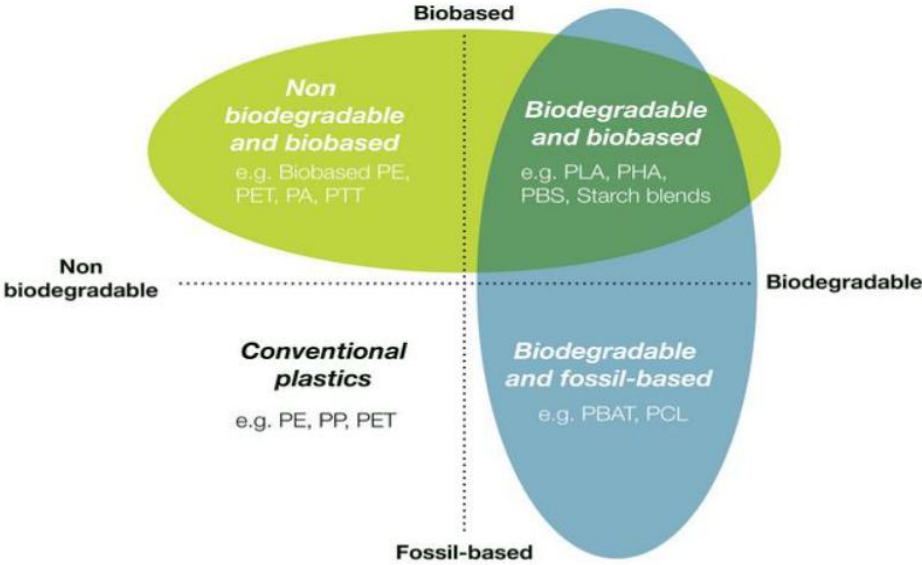 Biobased
Non
biodegradable
and biobased
e.g. Biobased PE,
PET, PA, PTT
Biodegradable
and biobased
e.g. PLA, PHA,
PBS, Starch blends
Non
biodegradable
Biodegradable
Conventional
plastics
e.g. PE, PP, PET
Biodegradable
and fossil-based
e.g. PBAT, PCL
Fossil-based